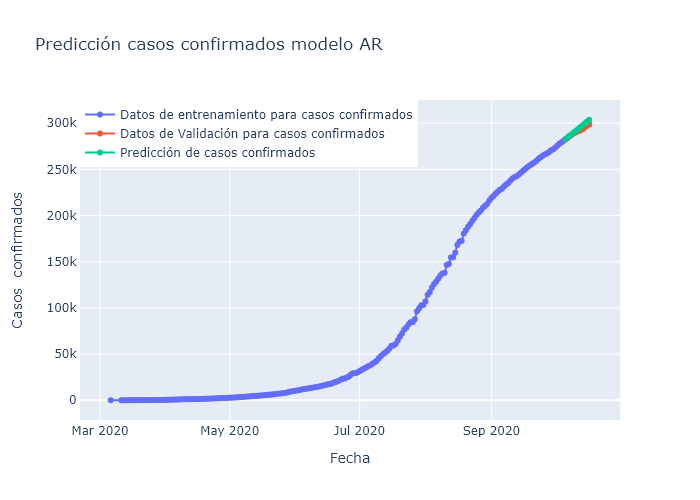 Predicción casos confirmados modelo AR
Datos de entrenamiento para casos confirmados
Datos de Validación para casos confirmados
Predicción de casos confirmados
300k
250k
200k
150k
100k
50k
0
Casos confirmados
Mar 2020
May 2020
Jul 2020
Sep 2020
Fecha